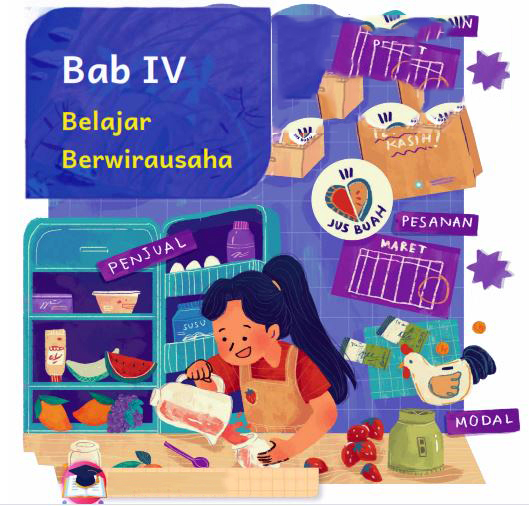 Bab IV
Belajar
Berwirausaha
KASIH!
JUS BUAH
PESANAN
MARET
PENJUAL
SUSU
MODAL